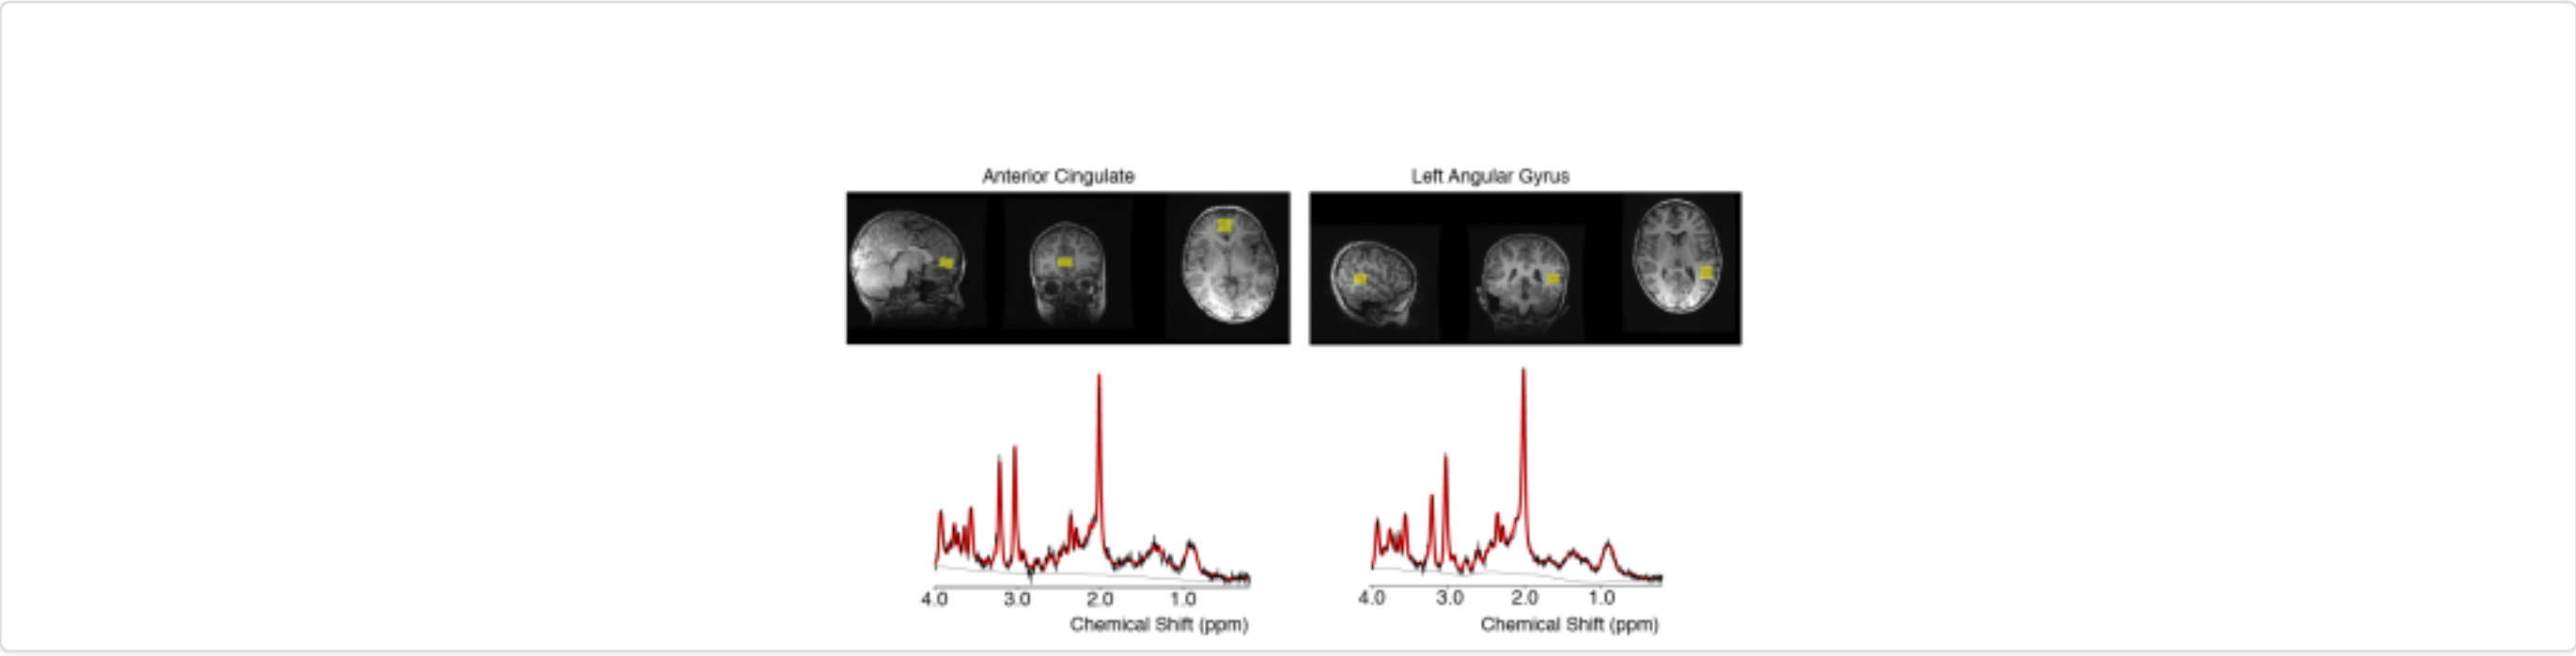 Anterior Cingulate
Left Angular Gyrus
4.0 3.0 2.0 1.0
Chemical Shift (ppm)
4.0 3.0 2.0 1.0
Chemical Shift (ppm)